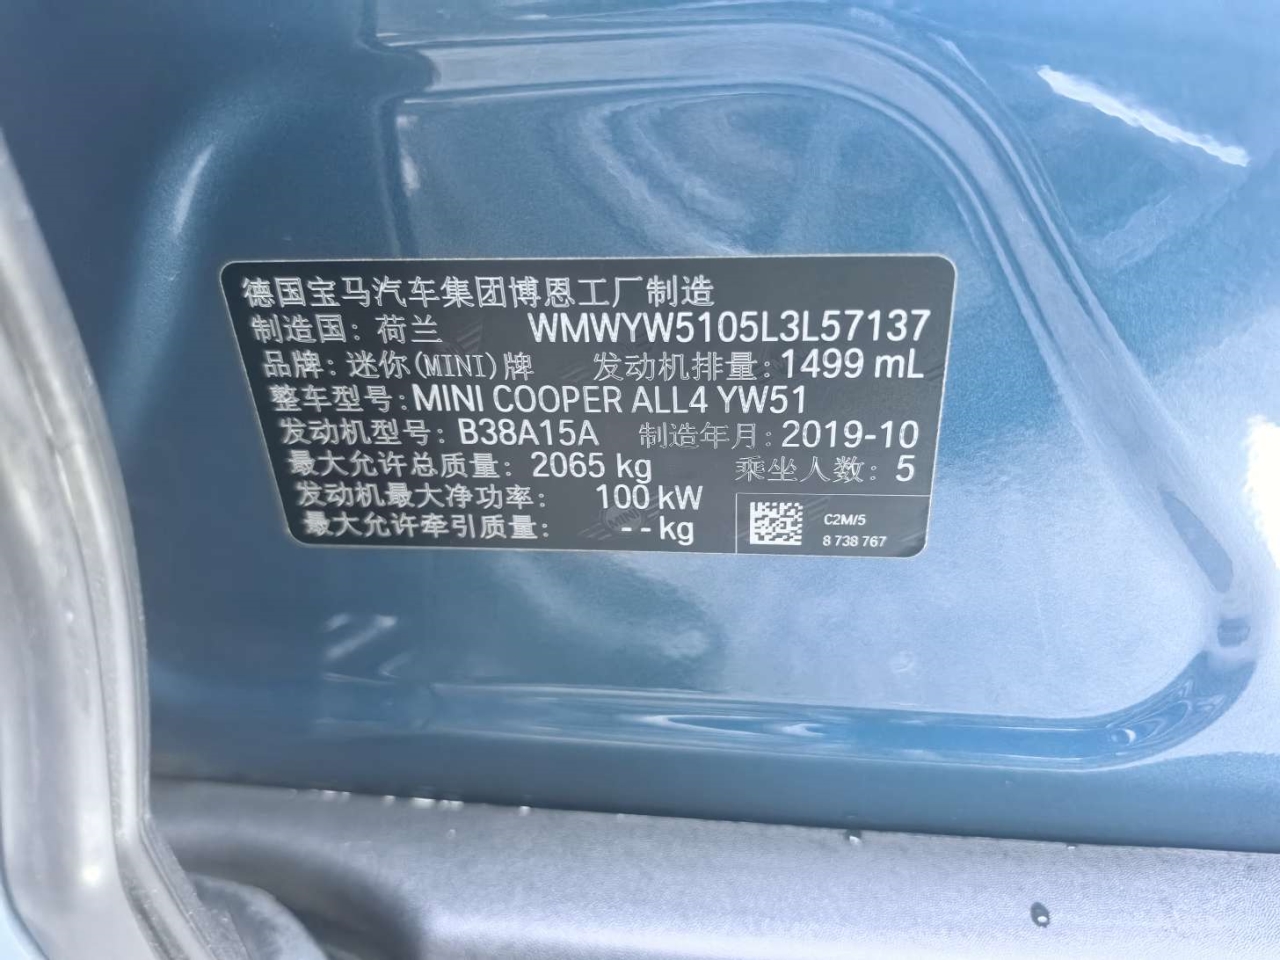 德国宝马汽车集团博恩工厂制造
制造国: 荷兰 WMWYW5105L3L57137
品牌: 迷你(MINI)牌 发动机排量: 1499 mL
整车型号: MINI COOPER ALL4 YW51
发动机型号: B38A15A 制造年月: 2019-10
最大允许总质量: 2065 kg 乘坐人数: 5
发动机最大净功率: 100 kW
最大允许牵引质量: -- kg
C2M/5
8 738 767